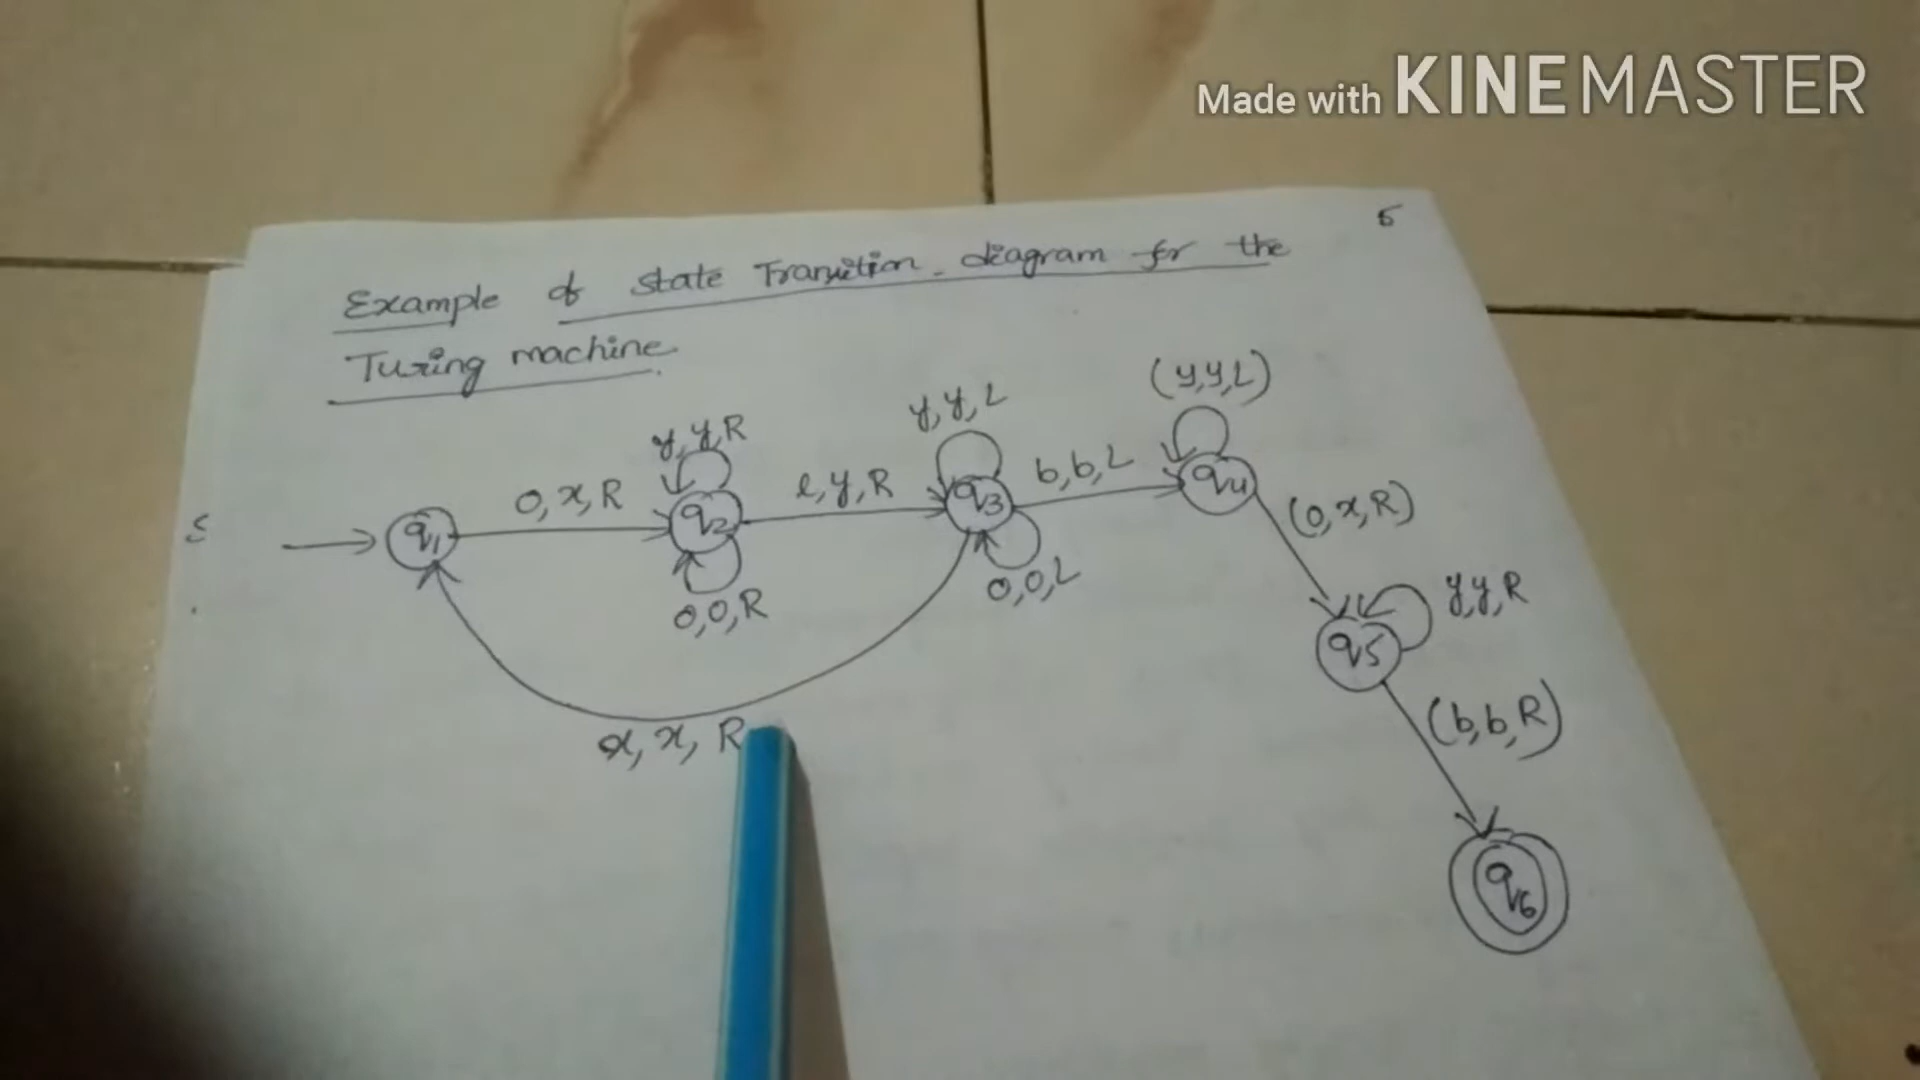 Made with KINEMASTER
5
Example of state Transition diagram for the
Turing machine.
(y,y,L)
y,y,L
y,y,R
b,b,L
l,y,R
0,x,R
q1
q2
q3
q4
(0,x,R)
0,0,L
0,0,R
y,y,R
q5
x,x,R
(b,b,R)
q6